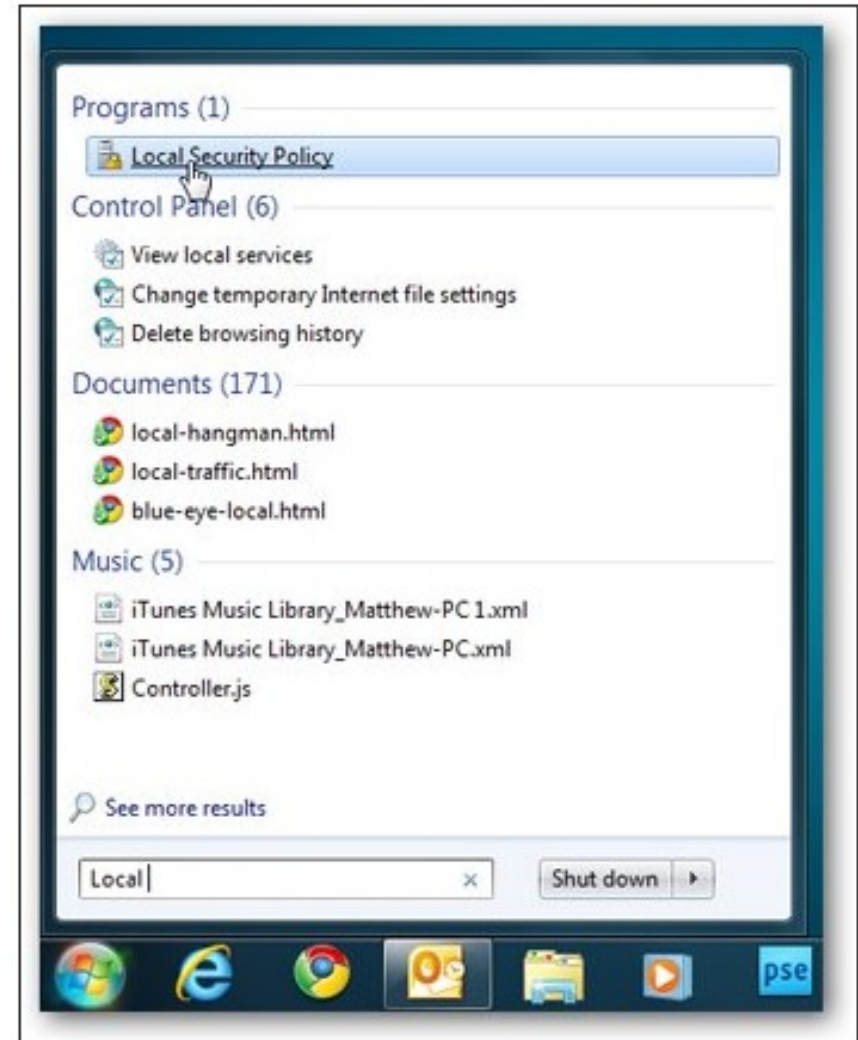 Programs (1)
Local Security Policy
Control Panel (6)
View local services
Change temporary Internet file settings
Delete browsing history
Documents (171)
local-hangman.html
local-traffic.html
blue-eye-local.html
Music (5)
iTunes Music Library_Matthew-PC 1.xml
iTunes Music Library_Matthew-PC.xml
Controller.js
See more results
Local
Shut down
pse